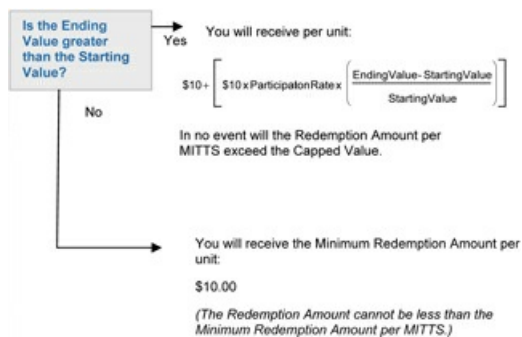 Is the Ending
Value greater
than the Starting
Value?
Yes
You will receive per unit:
$10+ [ $10 x ParticipatonRate x ( EndingValue - StartingValue
StartingValue ) ]
In no event will the Redemption Amount per
MITTS exceed the Capped Value.
No
You will receive the Minimum Redemption Amount per
unit:
$10.00
(The Redemption Amount cannot be less than the
Minimum Redemption Amount per MITTS.)